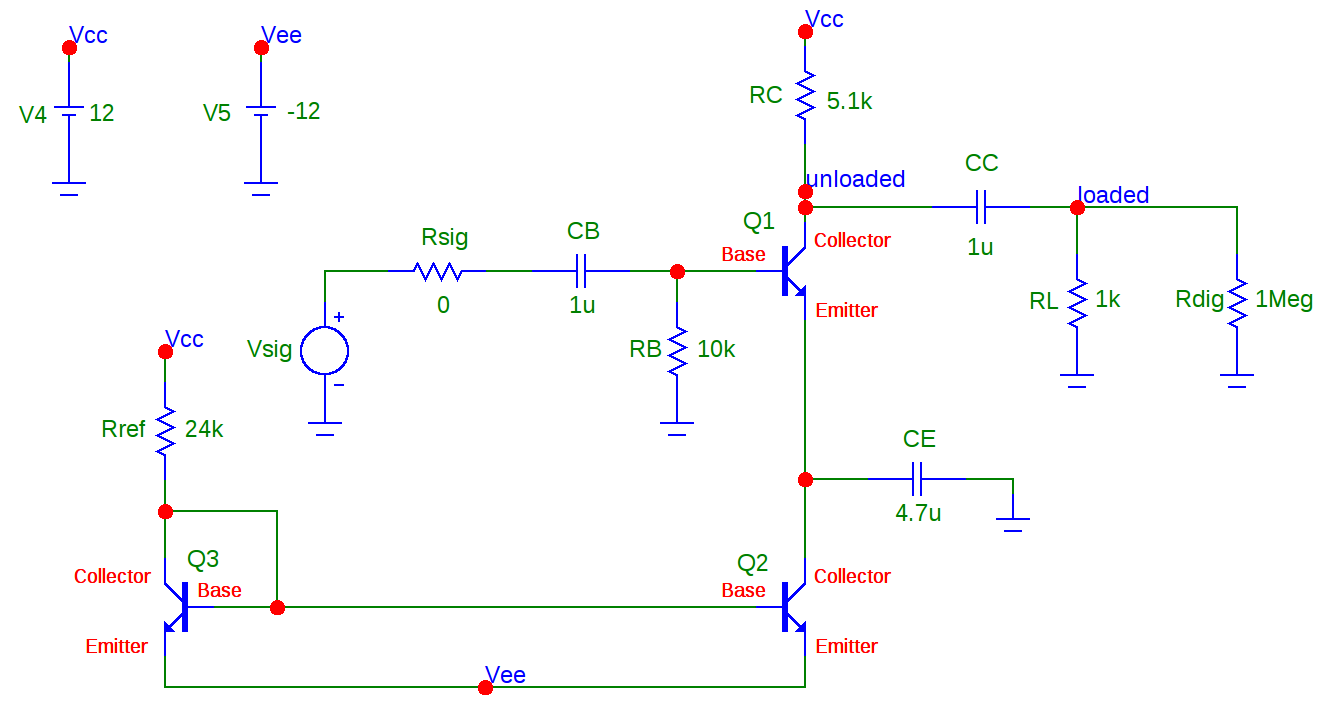 Vcc
V4
12
Vee
V5
-12
Vcc
RC
5.1k
unloaded
CC
1u
loaded
RL
1k
Rdig
1Meg
Rsig
0
CB
1u
Q1
Base
Collector
Emitter
Vsig
+
–
RB
10k
Vcc
Rref
24k
CE
4.7u
Q3
Collector
Base
Emitter
Q2
Base
Collector
Emitter
Vee